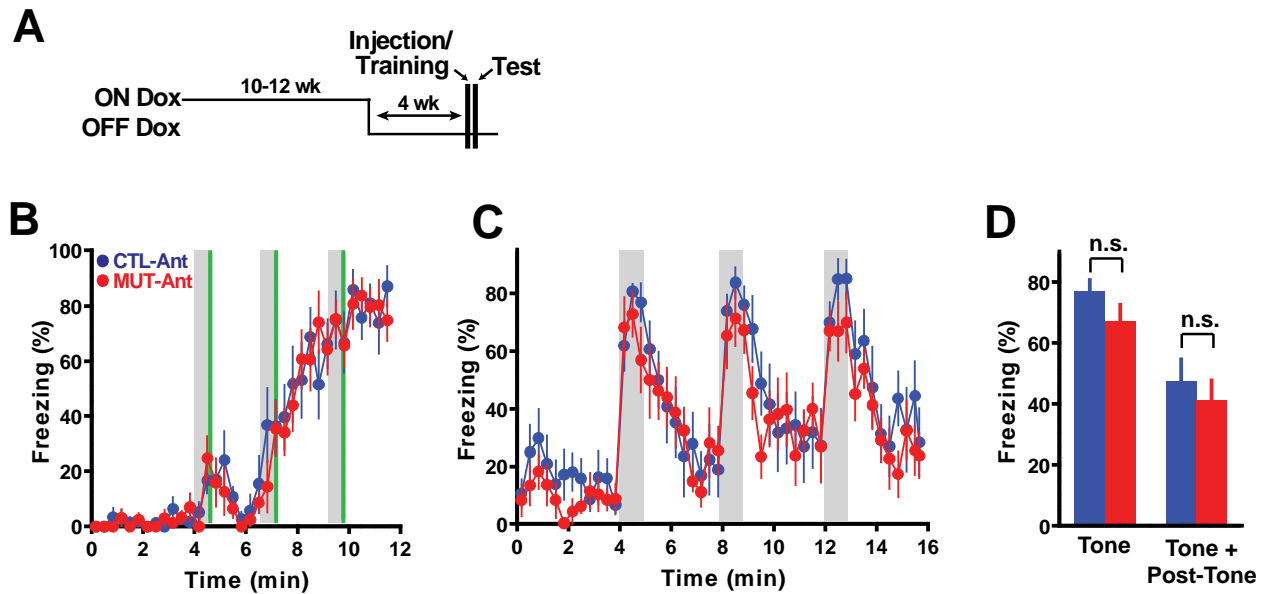 A
Injection/
Training
Test
10-12 wk
ON Dox
4 wk
OFF Dox
B
CTL-Ant
MUT-Ant
Freezing (%)
100
80
60
40
20
0
0 2 4 6 8 10 12
Time (min)
C
Freezing (%)
80
60
40
20
0
0 2 4 6 8 10 12 14 16
Time (min)
D
n.s.
n.s.
Freezing (%)
80
60
40
20
0
Tone
Tone +
Post-Tone